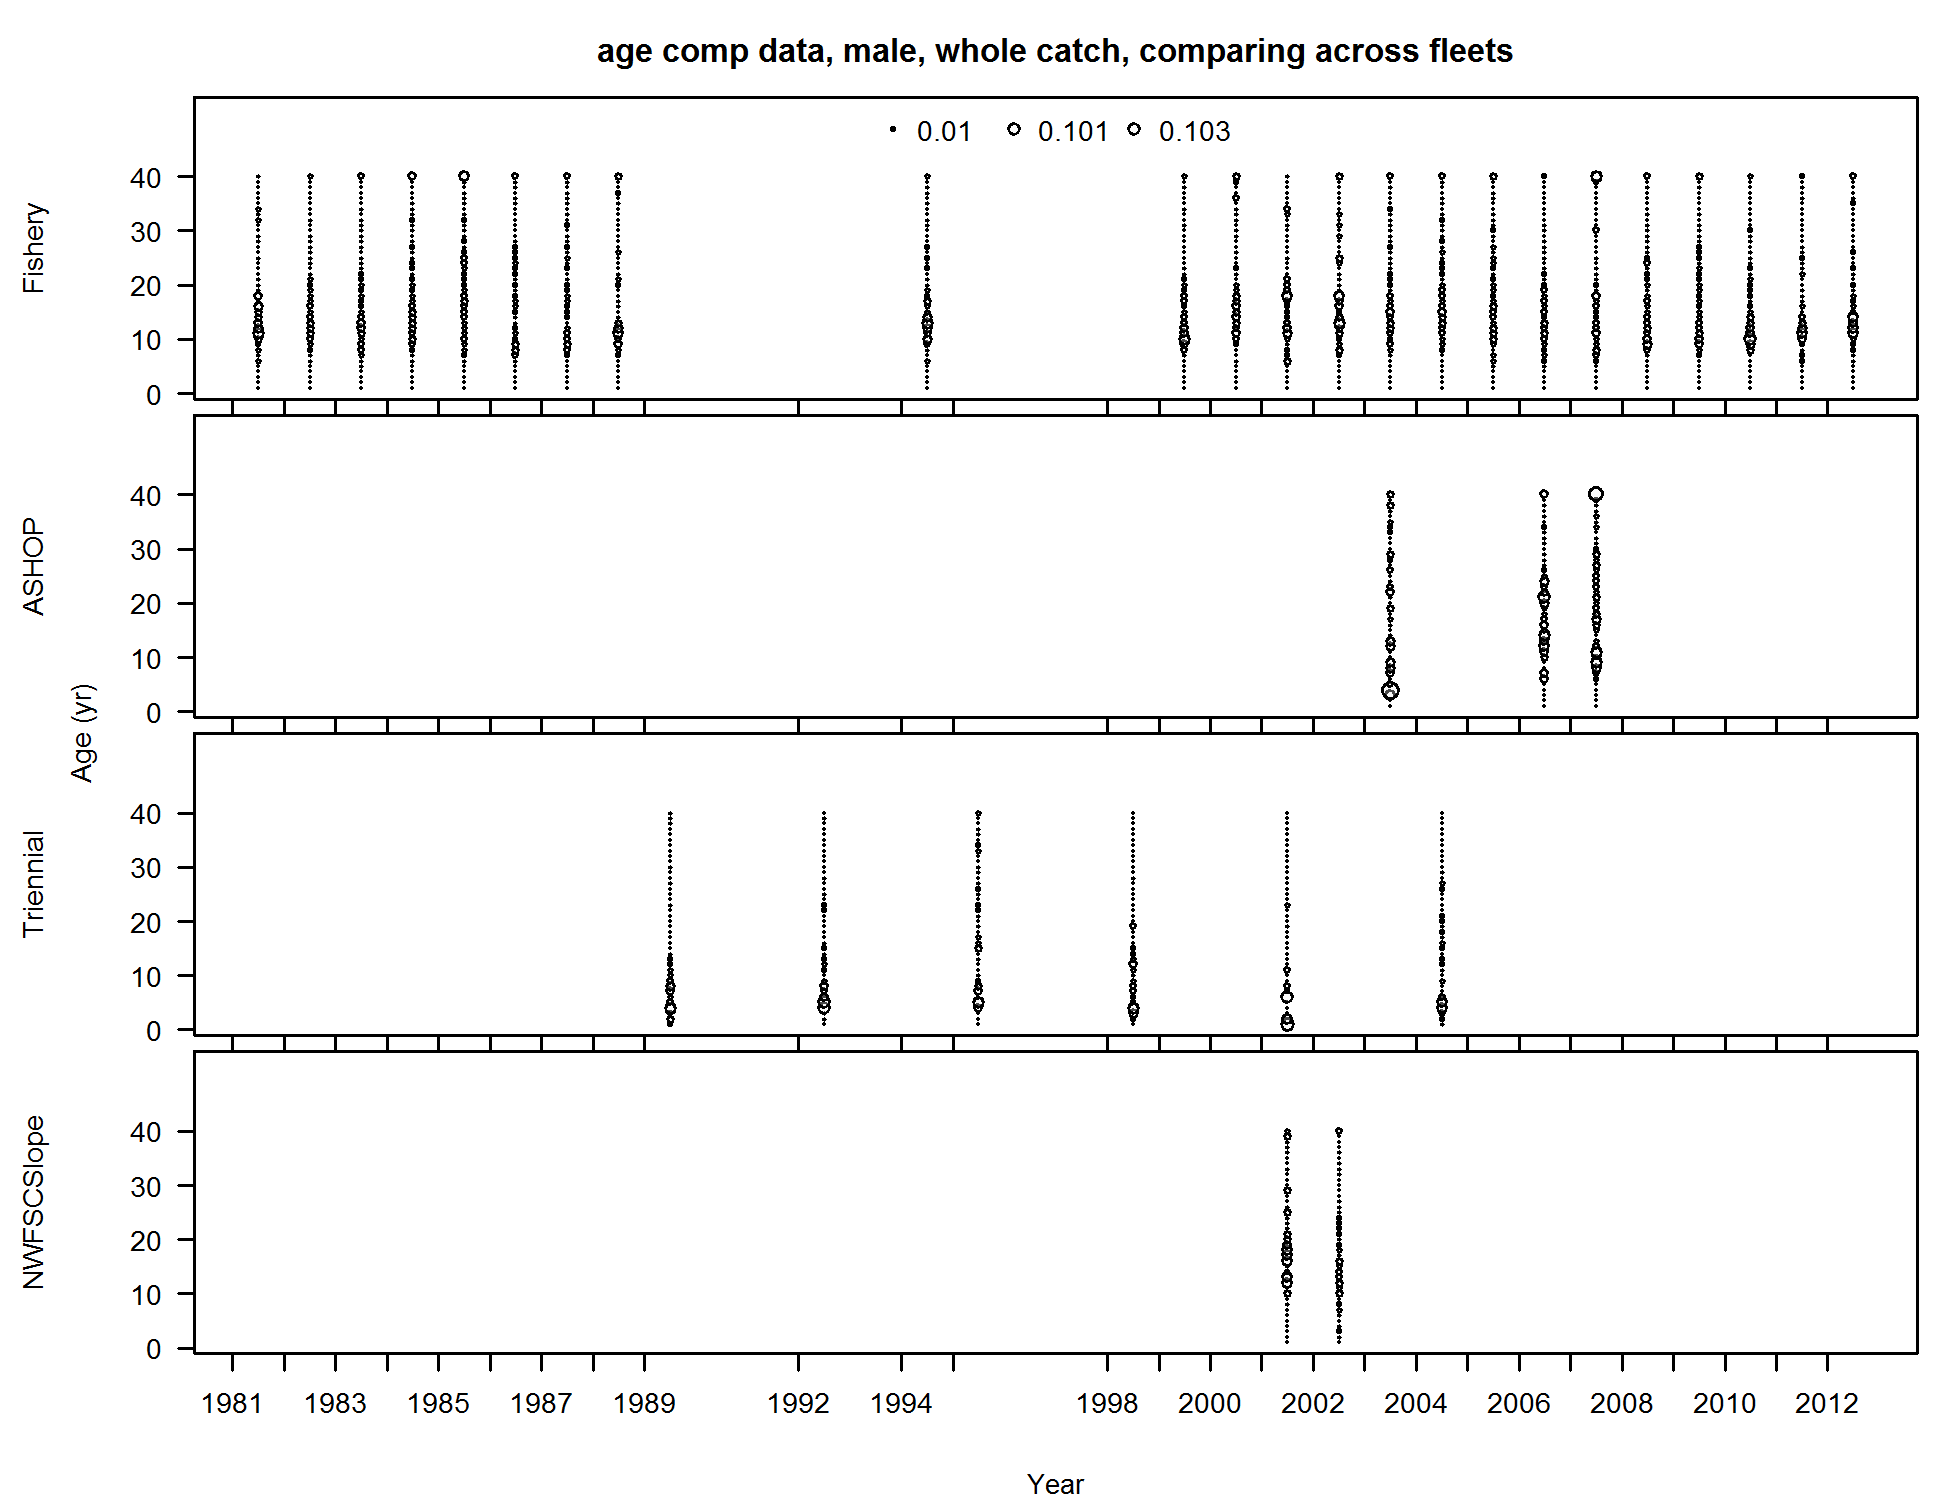 age comp data, male, whole catch, comparing across fleets
0.01 0.101 0.103
Fishery
40
30
20
10
0
ASHOP
40
30
20
10
0
Age (yr)
Triennial
40
30
20
10
0
NWFSCSlope
40
30
20
10
0
1981 1983 1985 1987 1989 1992 1994 1998 2000 2002 2004 2006 2008 2010 2012
Year